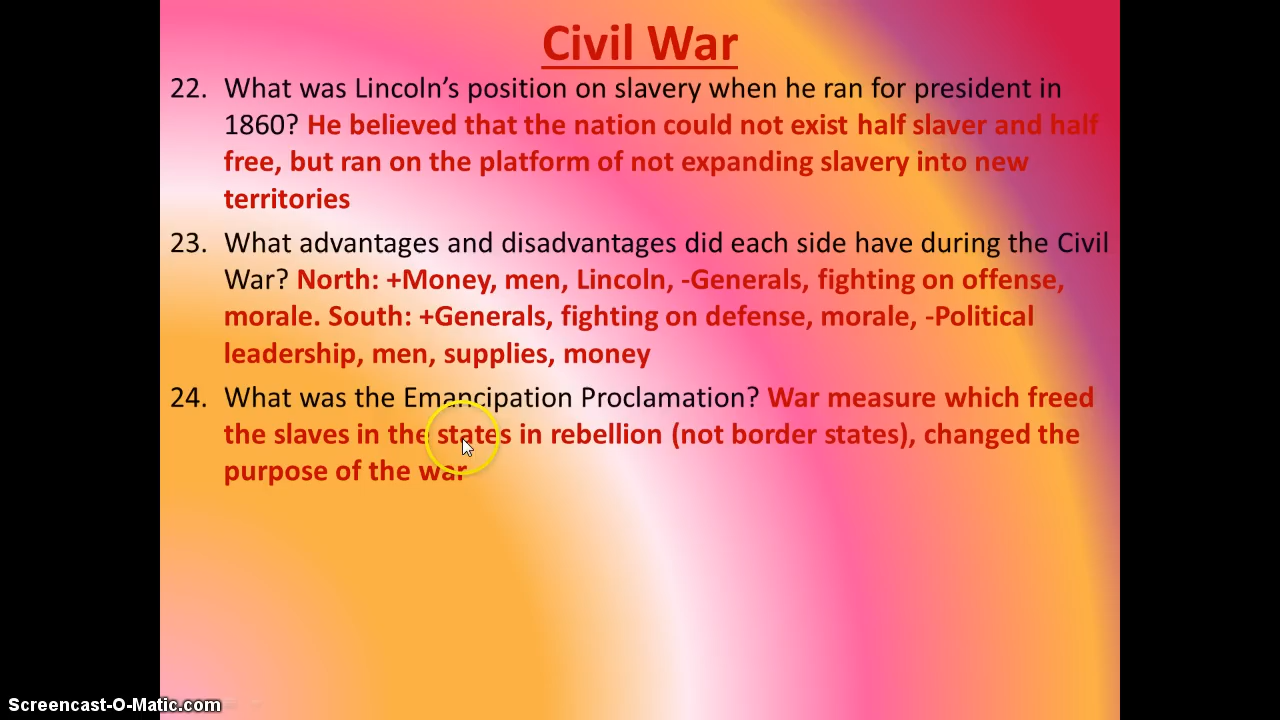 Civil War
22. What was Lincoln’s position on slavery when he ran for president in
1860? He believed that the nation could not exist half slaver and half
free, but ran on the platform of not expanding slavery into new
territories
23. What advantages and disadvantages did each side have during the Civil
War? North: +Money, men, Lincoln, -Generals, fighting on offense,
morale. South: +Generals, fighting on defense, morale, -Political
leadership, men, supplies, money
24. What was the Emancipation Proclamation? War measure which freed
the slaves in the states in rebellion (not border states), changed the
purpose of the war
Screencast-O-Matic.com